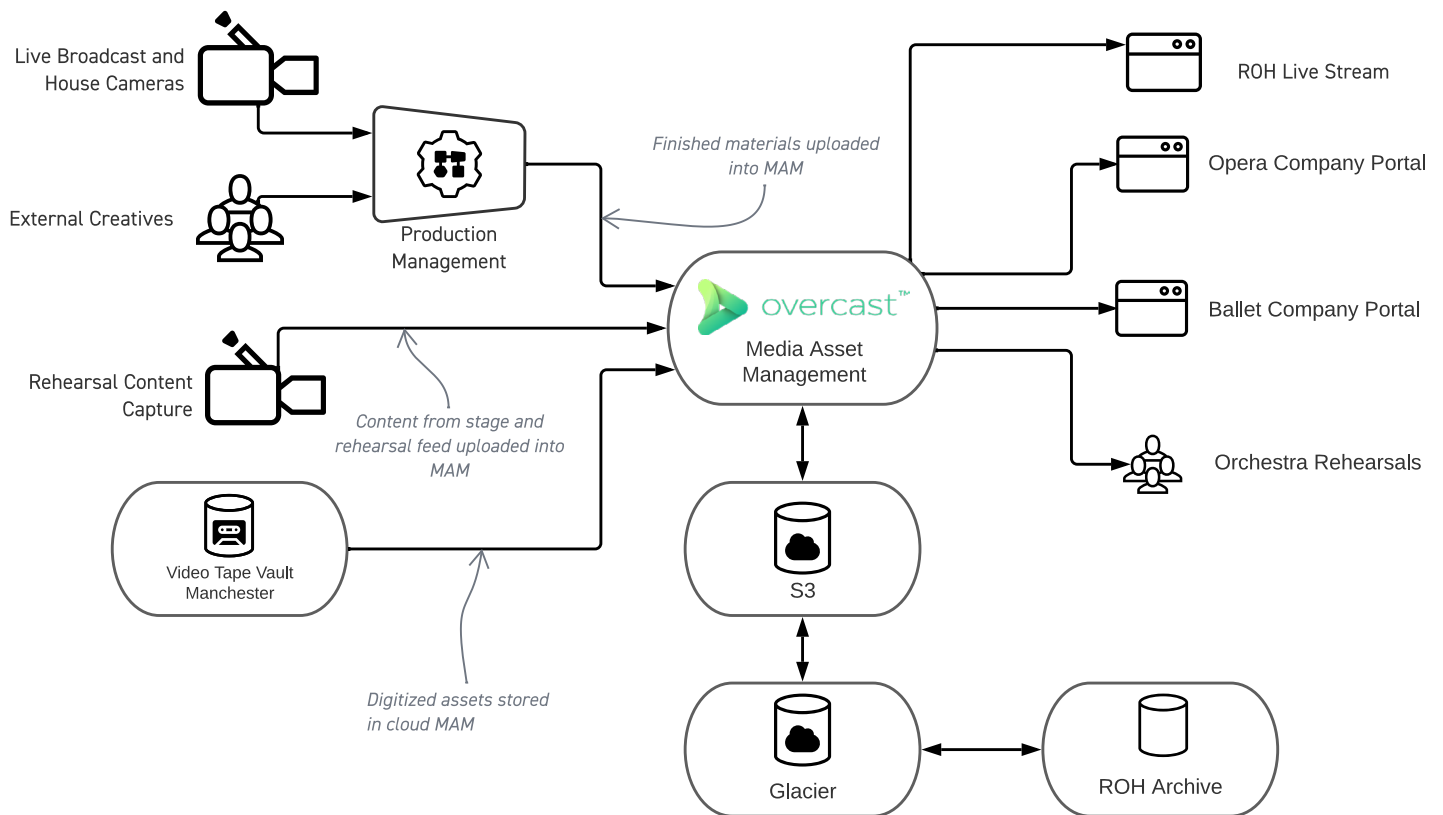 Live Broadcast and
House Cameras
External Creatives
Production
Management
Finished materials uploaded
into MAM
Rehearsal Content
Capture
Content from stage and
rehearsal feed uploaded into
MAM
Video Tape Vault
Manchester
Digitized assets stored
in cloud MAM
overcast™
Media Asset
Management
S3
Glacier
ROH Archive
ROH Live Stream
Opera Company Portal
Ballet Company Portal
Orchestra Rehearsals